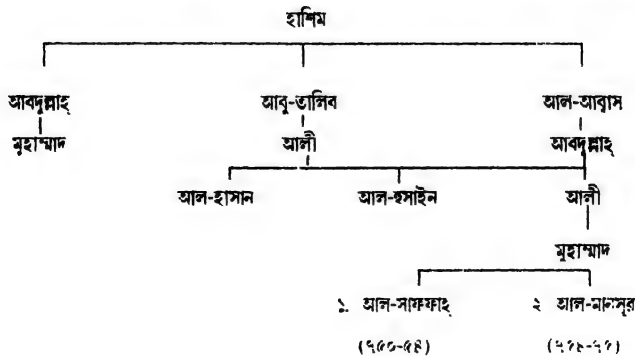 হাশিম
আবদুল্লাহ্ আবু-তালিব আল-আব্বাস
মুহাম্মাদ আলী আবদুল্লাহ্
আল-হাসান আল-হুসাইন আলী
মুহাম্মাদ
১. আল-সাফফাহ্ ২ আল-মানসূর
(৭৫০-৫৪)